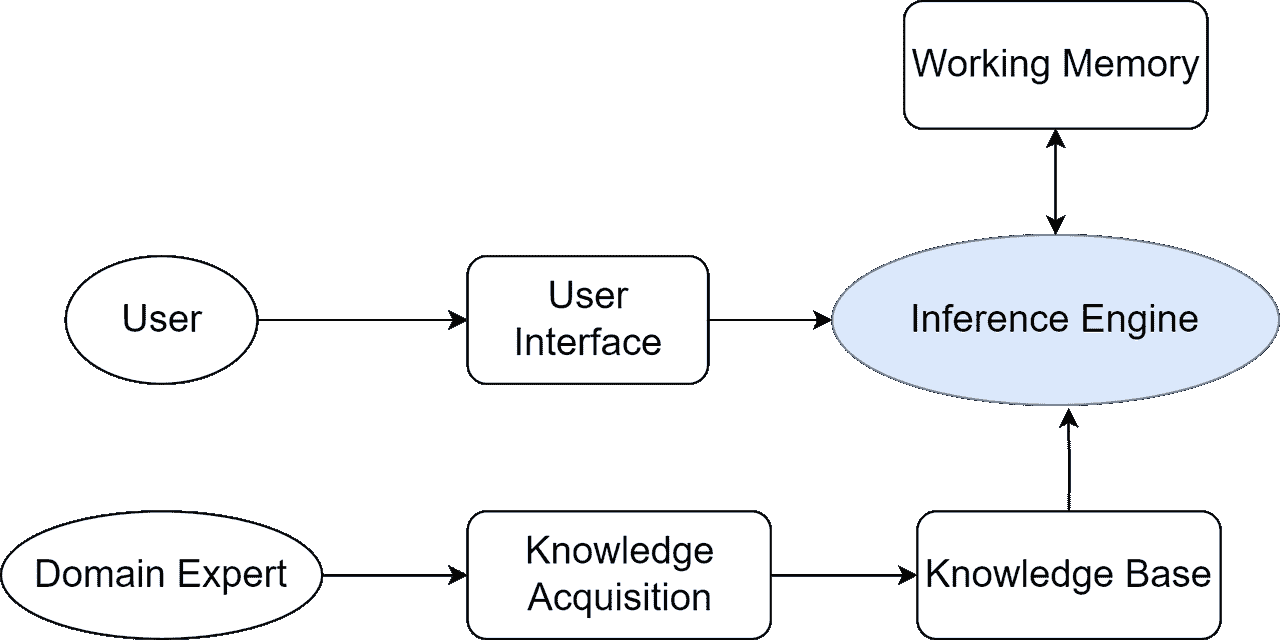 Working Memory
User
User
Interface
Inference Engine
Domain Expert
Knowledge
Acquisition
Knowledge Base